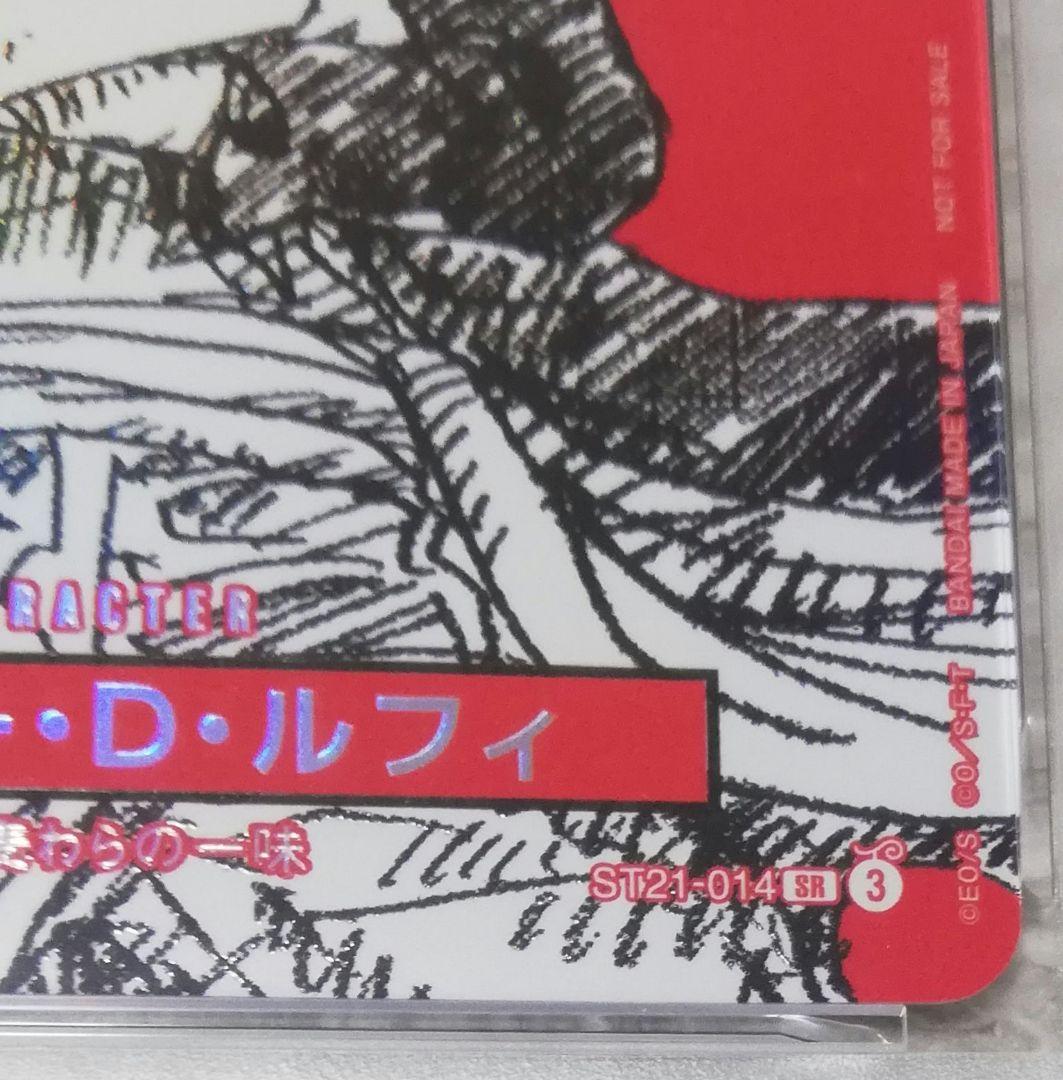 RACTER
・D・ルフィ
麦わらの一味
ST21-014 SR 3
NOT FOR SALE
BANDAI MADE IN JAPAN
©O/S・F・T
©EO/S